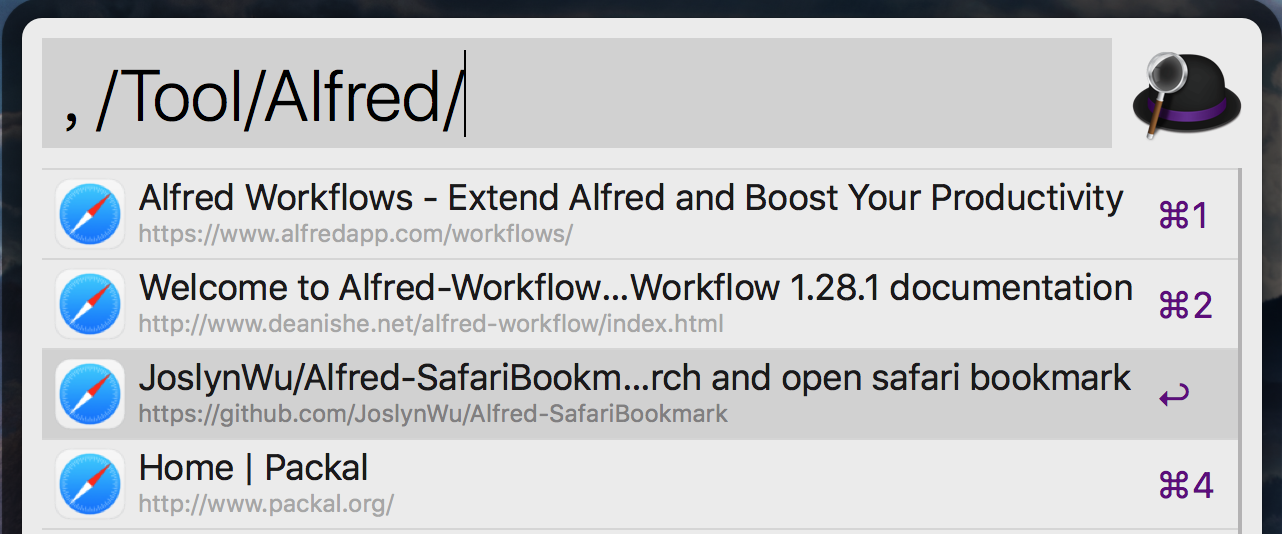 , /Tool/Alfred/
Alfred Workflows - Extend Alfred and Boost Your Productivity
https://www.alfredapp.com/workflows/
⌘1
Welcome to Alfred-Workflow...Workflow 1.28.1 documentation
http://www.deanishe.net/alfred-workflow/index.html
⌘2
JoslynWu/Alfred-SafariBookm...rch and open safari bookmark
https://github.com/JoslynWu/Alfred-SafariBookmark
↩
Home | Packal
http://www.packal.org/
⌘4